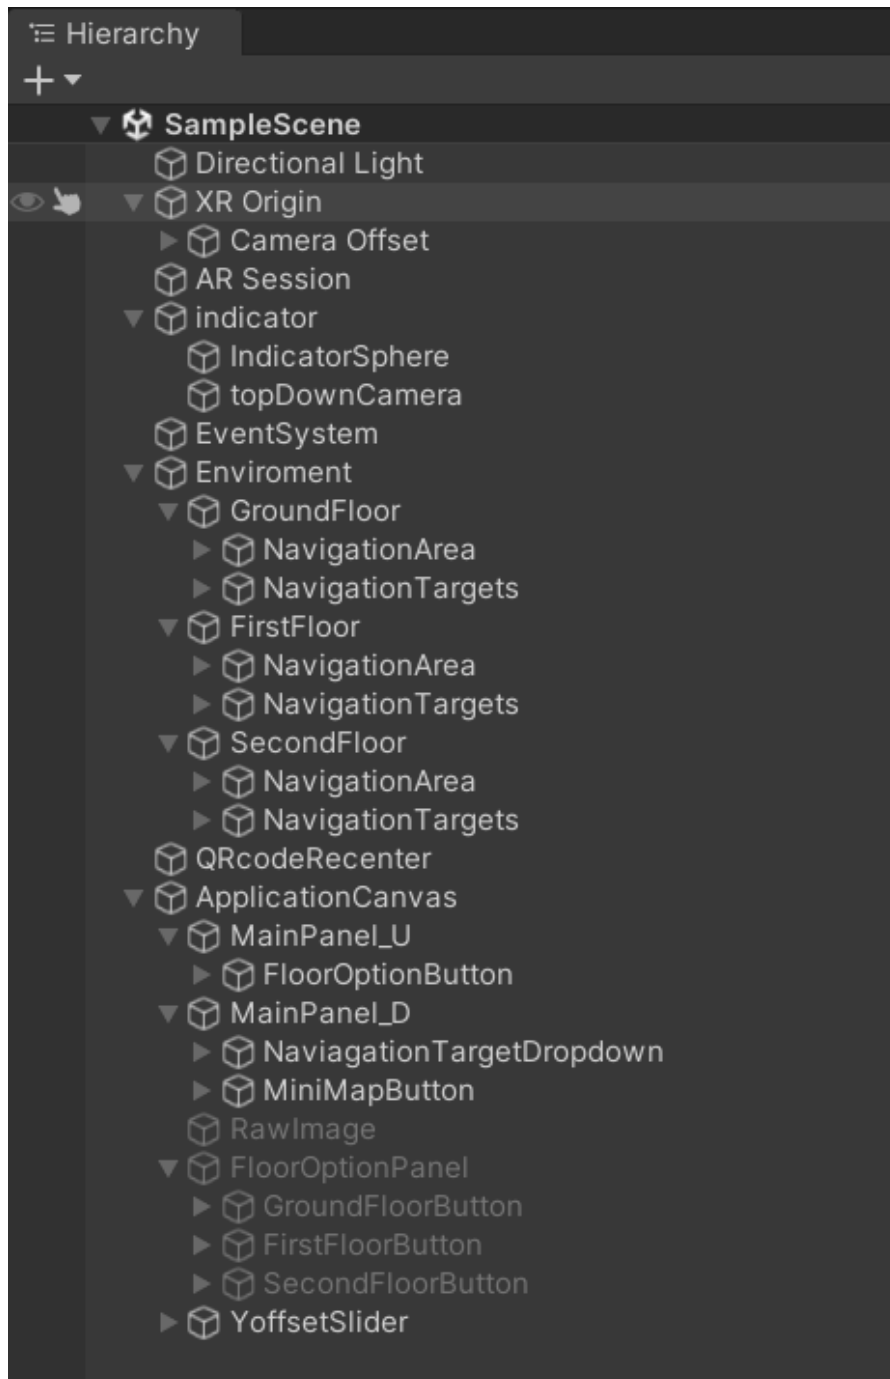 Hierarchy
SampleScene
Directional Light
XR Origin
Camera Offset
AR Session
indicator
IndicatorSphere
topDownCamera
EventSystem
Enviroment
GroundFloor
NavigationArea
NavigationTargets
FirstFloor
NavigationArea
NavigationTargets
SecondFloor
NavigationArea
NavigationTargets
QRcodeRecenter
ApplicationCanvas
MainPanel_U
FloorOptionButton
MainPanel_D
NaviagationTargetDropdown
MiniMapButton
RawImage
FloorOptionPanel
GroundFloorButton
FirstFloorButton
SecondFloorButton
YoffsetSlider